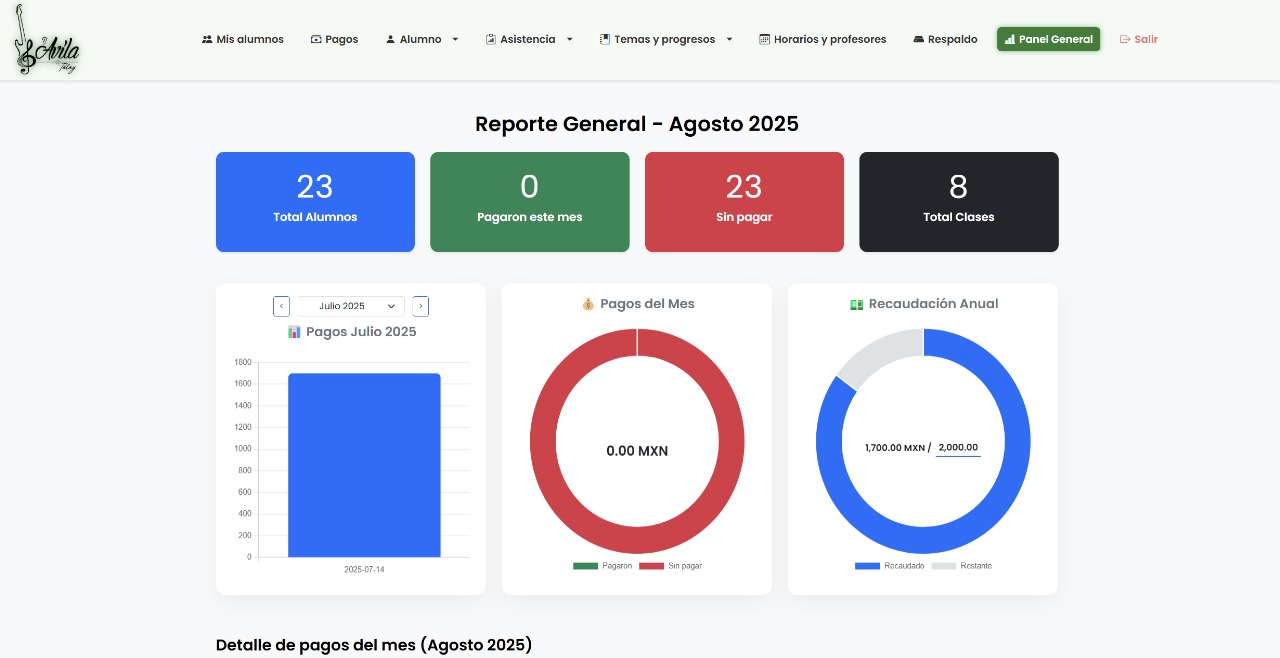 Avila
Mis alumnos
Pagos
Alumno
Asistencia
Temas y progresos
Horarios y profesores
Respaldo
Panel General
Salir
Reporte General - Agosto 2025
23
Total Alumnos
0
Pagaron este mes
23
Sin pagar
8
Total Clases
Julio 2025
Pagos Julio 2025
1800
1600
1400
1200
1000
800
600
400
200
0
2025-07-14
Pagos del Mes
0.00 MXN
Pagaron Sin pagar
Recaudación Anual
1,700.00 MXN / 2,000.00
Recaudado Restante
Detalle de pagos del mes (Agosto 2025)